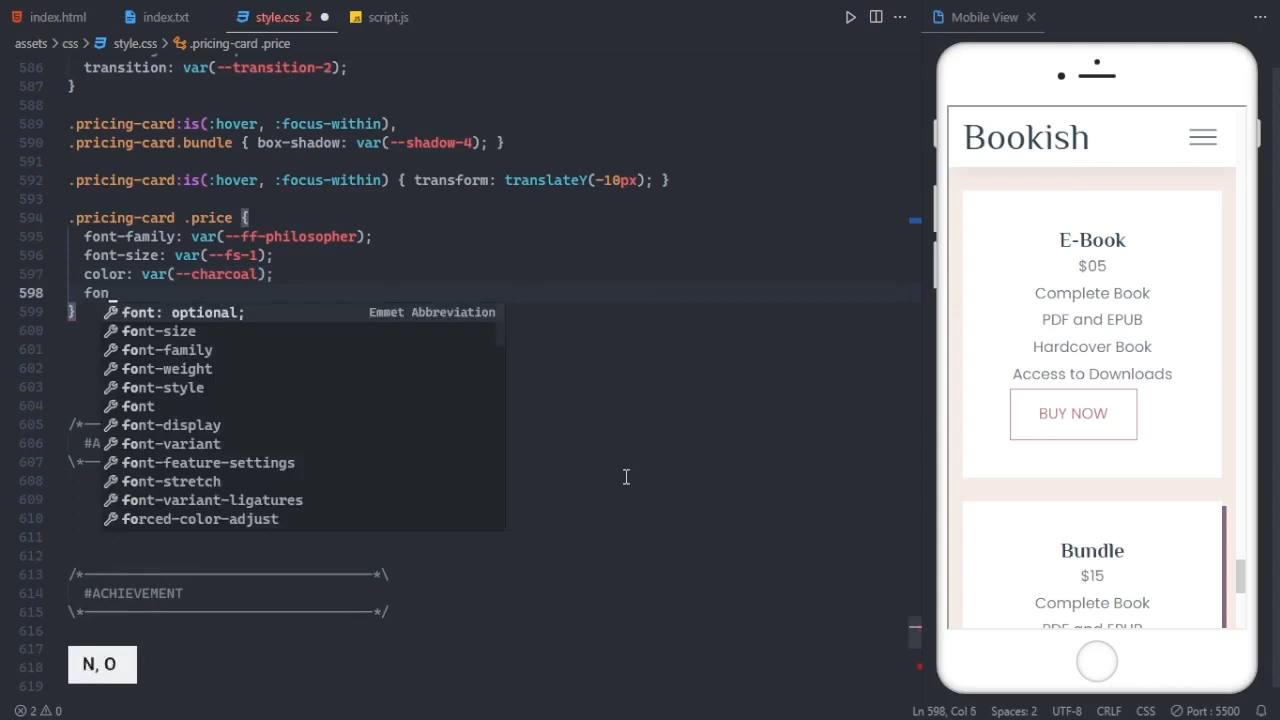 index.html
index.txt
style.css 2
script.js
Mobile View
assets > css > style.css > .pricing-card .price
586 transition: var(--transition-2);
587 }
588
589 .pricing-card:is(:hover, :focus-within),
590 .pricing-card.bundle { box-shadow: var(--shadow-4); }
591
592 .pricing-card:is(:hover, :focus-within) { transform: translateY(-10px); }
593
594 .pricing-card .price {
595 font-family: var(--ff-philosopher);
596 font-size: var(--fs-1);
597 color: var(--charcoal);
598 fon
599 }
font: optional; Emmet Abbreviation
600 font-size
601 font-family
602 font-weight
603 font-style
604 font
605 /*— font-display
606 #A font-variant
607 \*— font-feature-settings
608 font-stretch
609 font-variant-ligatures
610 forced-color-adjust
611
612
613 /*—*\
614 #ACHIEVEMENT
615 \*—*/
616
617
618
619
N, O
Bookish
E-Book
$05
Complete Book
PDF and EPUB
Hardcover Book
Access to Downloads
BUY NOW
Bundle
$15
Complete Book
PDF and EPUB
2 0
Ln 598, Col 6 Spaces: 2 UTF-8 CRLF CSS Port : 5500